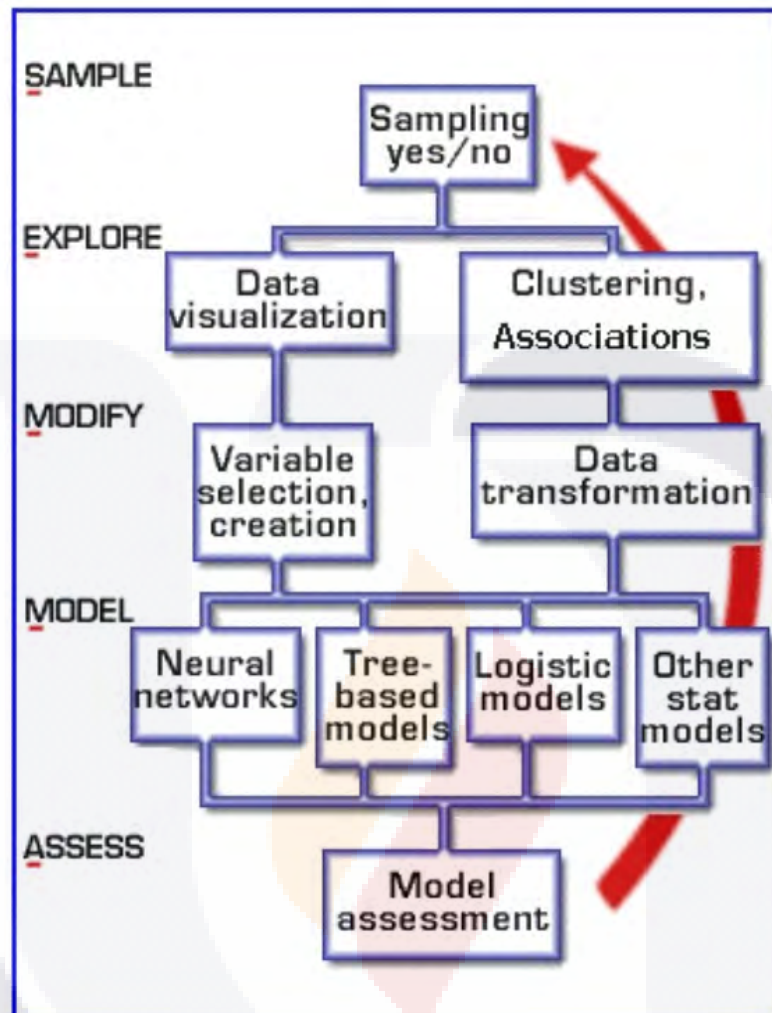 SAMPLE
Sampling
yes/no
EXPLORE
Data
visualization
Clustering,
Associations
MODIFY
Variable
selection,
creation
Data
transformation
MODEL
Neural
networks
Tree-
based
models
Logistic
models
Other
stat
models
ASSESS
Model
assessment